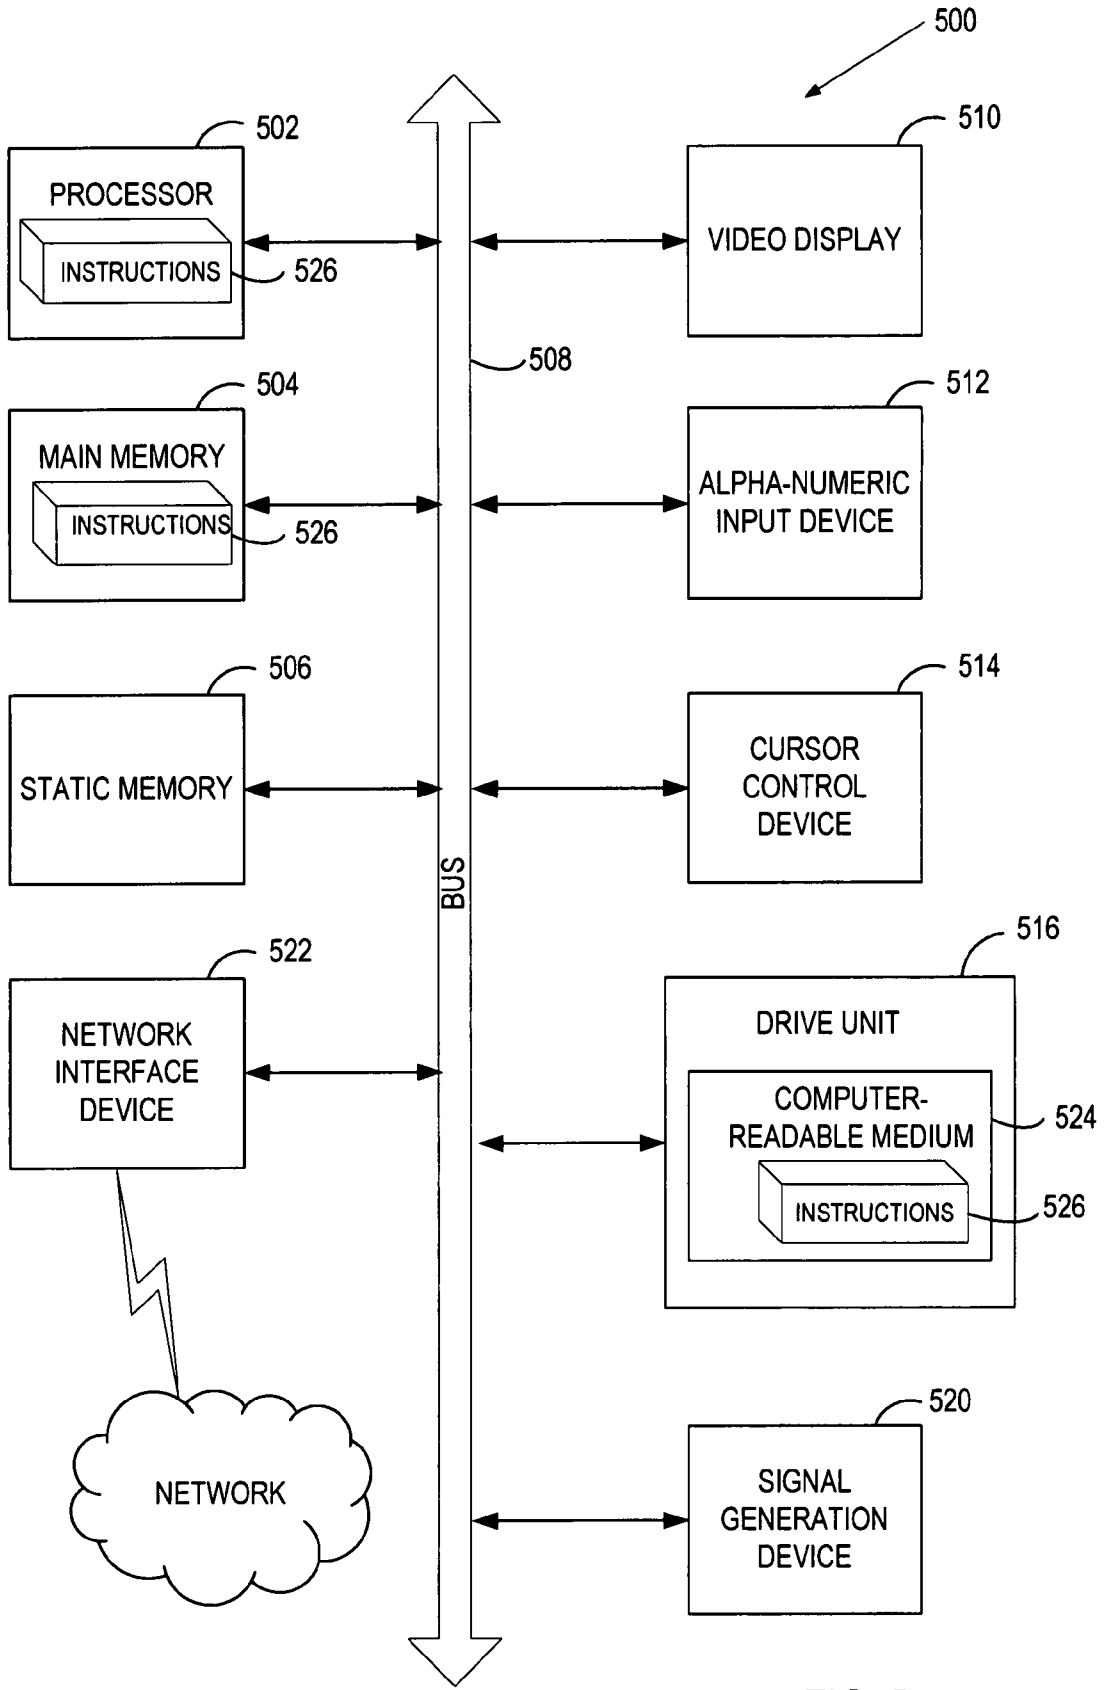 500
502
PROCESSOR
INSTRUCTIONS
526
510
VIDEO DISPLAY
508
504
MAIN MEMORY
INSTRUCTIONS
526
512
ALPHA-NUMERIC
INPUT DEVICE
506
STATIC MEMORY
514
CURSOR
CONTROL
DEVICE
BUS
522
NETWORK
INTERFACE
DEVICE
516
DRIVE UNIT
COMPUTER-
READABLE MEDIUM
524
INSTRUCTIONS
526
NETWORK
520
SIGNAL
GENERATION
DEVICE